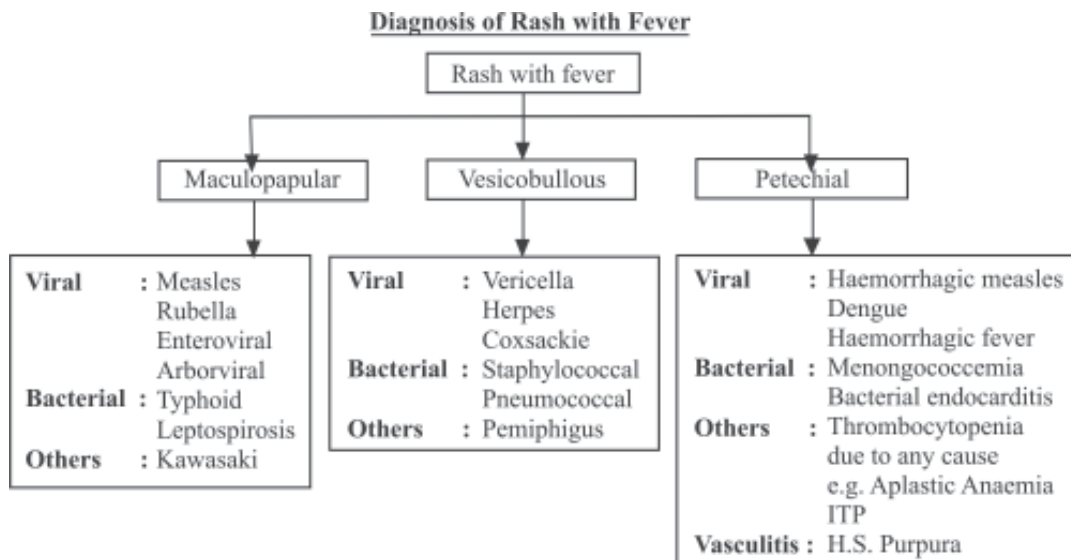 Diagnosis of Rash with Fever
Rash with fever
Maculopapular
Vesicobullous
Petechial
Viral : Measles
Rubella
Enteroviral
Arborviral
Bacterial : Typhoid
Leptospirosis
Others : Kawasaki
Viral : Vericella
Herpes
Coxsackie
Bacterial : Staphylococcal
Pneumococcal
Others : Pemiphigus
Viral : Haemorrhagic measles
Dengue
Haemorrhagic fever
Bacterial : Menongococcemia
Bacterial endocarditis
Others : Thrombocytopenia
due to any cause
e.g. Aplastic Anaemia
ITP
Vasculitis : H.S. Purpura